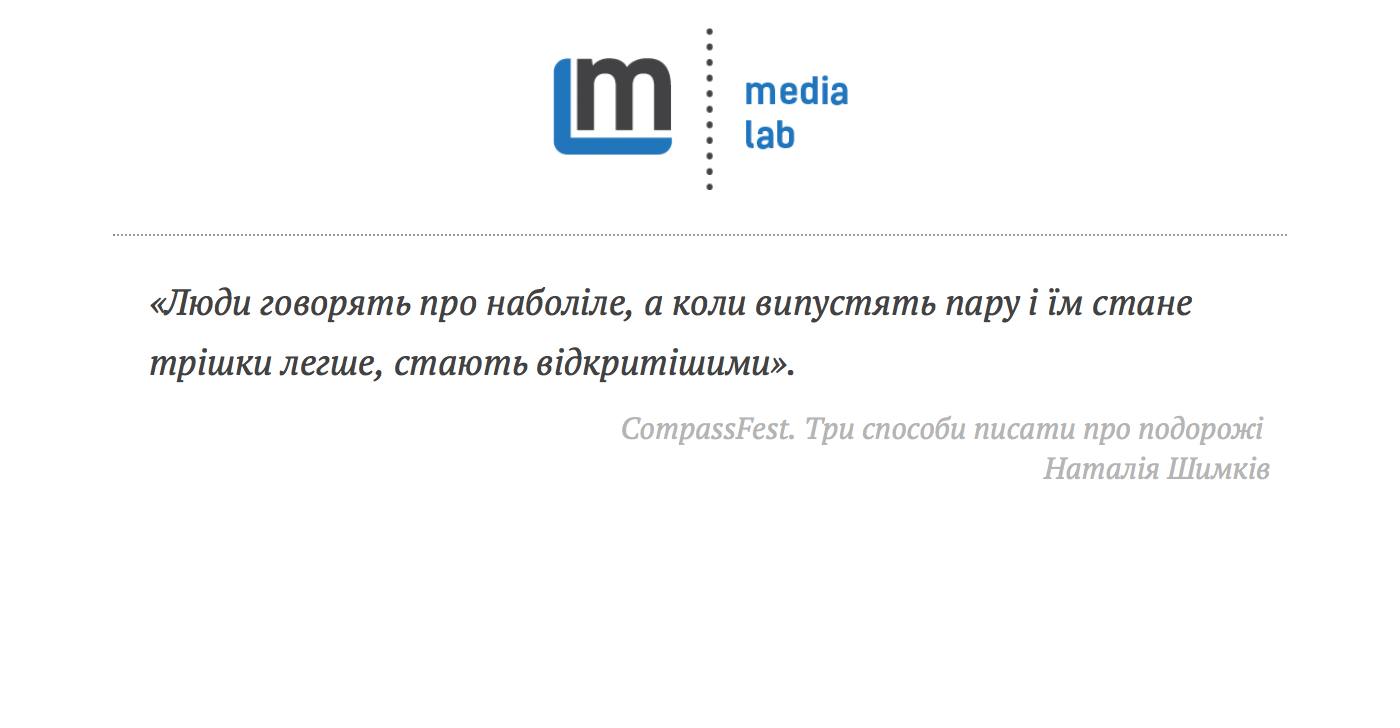 m
media
lab
«Люди говорять про наболіле, а коли випустять пару і їм стане
трішки легше, стають відкритішими».
CompassFest. Три способи писати про подорожі
Наталія Шимків